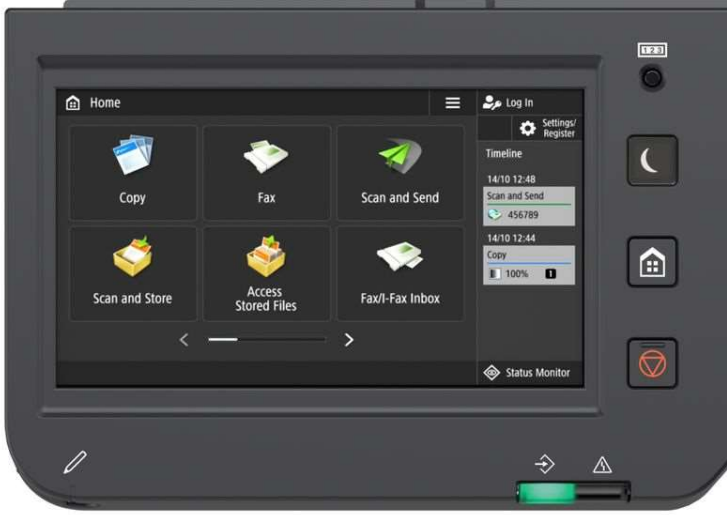 123
Home
Log In
Settings/
Register
Copy
Fax
Scan and Send
Scan and Store
Access
Stored Files
Fax/I-Fax Inbox
Timeline
14/10 12:48
Scan and Send
456789
14/10 12:44
Copy
100% 1
Status Monitor